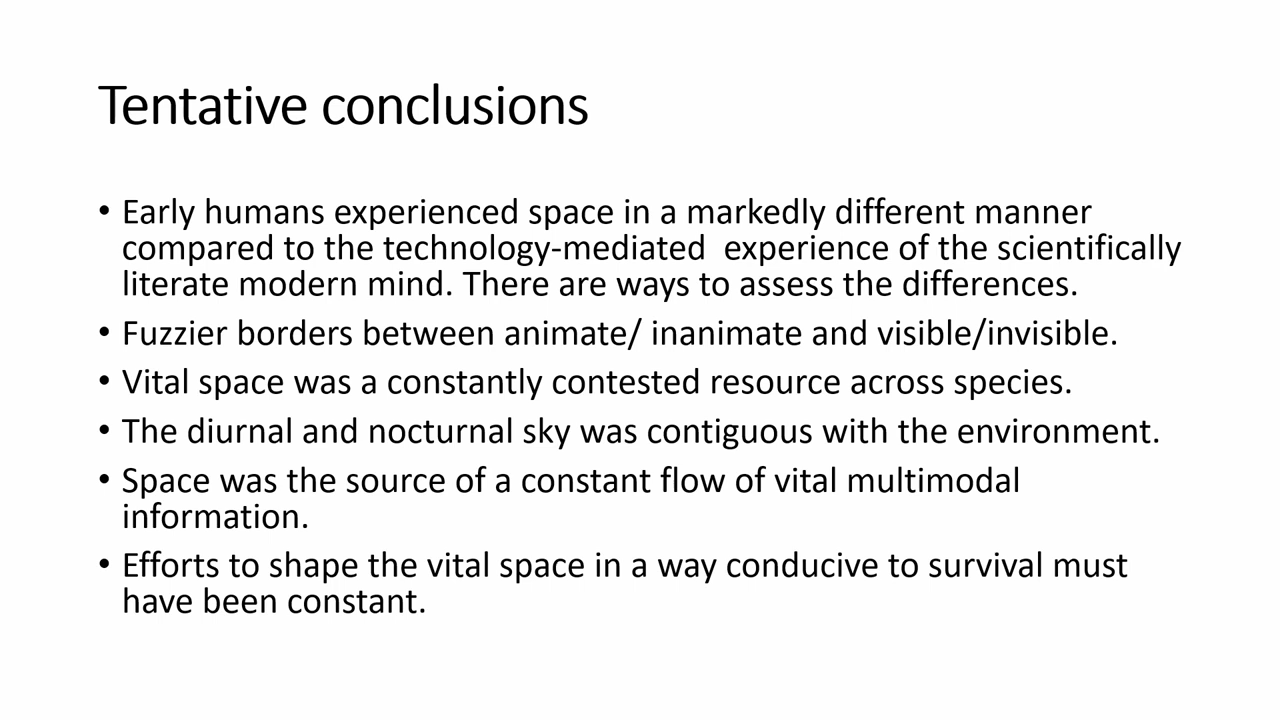 Tentative conclusions
• Early humans experienced space in a markedly different manner
compared to the technology-mediated  experience of the scientifically
literate modern mind. There are ways to assess the differences.
• Fuzzier borders between animate/ inanimate and visible/invisible.
• Vital space was a constantly contested resource across species.
• The diurnal and nocturnal sky was contiguous with the environment.
• Space was the source of a constant flow of vital multimodal
information.
• Efforts to shape the vital space in a way conducive to survival must
have been constant.